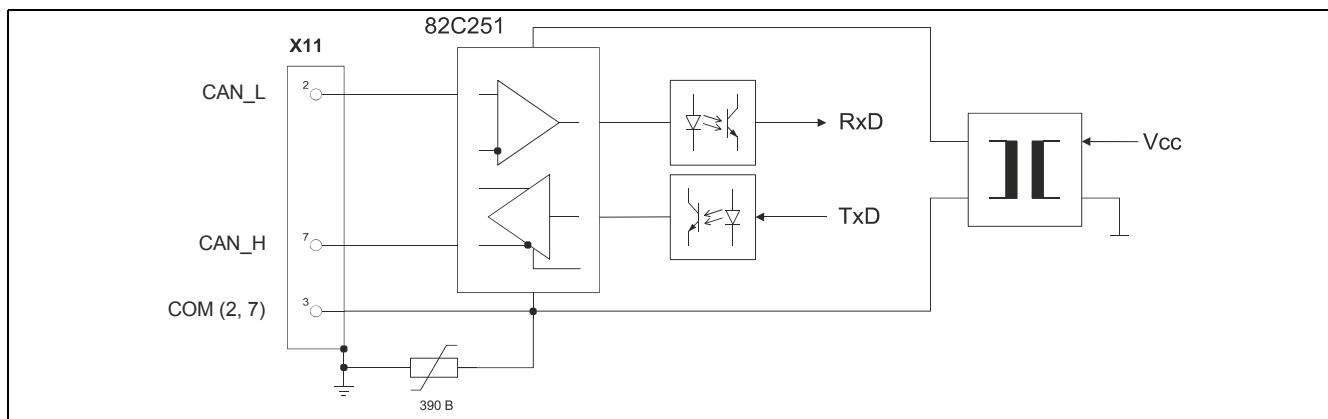 82C251
X11
CAN_L
2
RxD
Vcc
TxD
CAN_H
7
COM (2, 7)
3
390 B